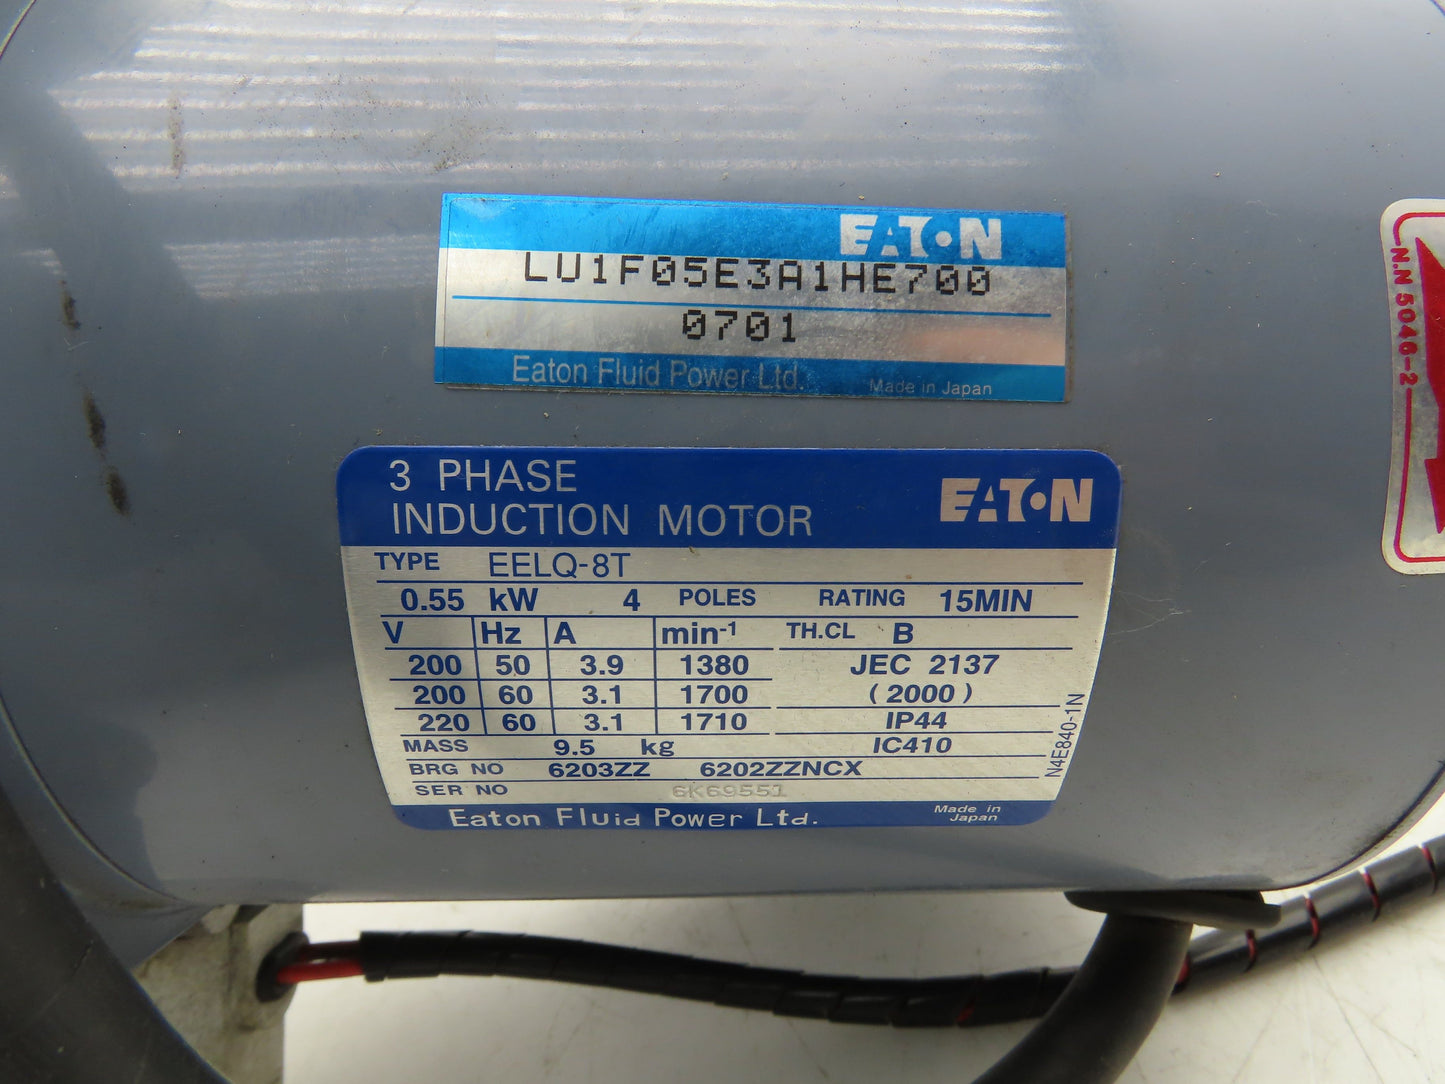 EATON
LU1F05E3A1HE700
0701
Eaton Fluid Power Ltd. Made in Japan
N.N 5040-2
3 PHASE
INDUCTION MOTOR EATON
TYPE EELQ-8T
0.55 kW 4 POLES RATING 15MIN
V Hz A min-1 TH.CL B
200 50 3.9 1380 JEC 2137
200 60 3.1 1700 (2000)
220 60 3.1 1710 IP44
MASS 9.5 kg IC410
BRG NO 6203ZZ 6202ZZNCX
SER NO 6K69551
N4E840-1N
Eaton Fluid Power Ltd. Made in
Japan